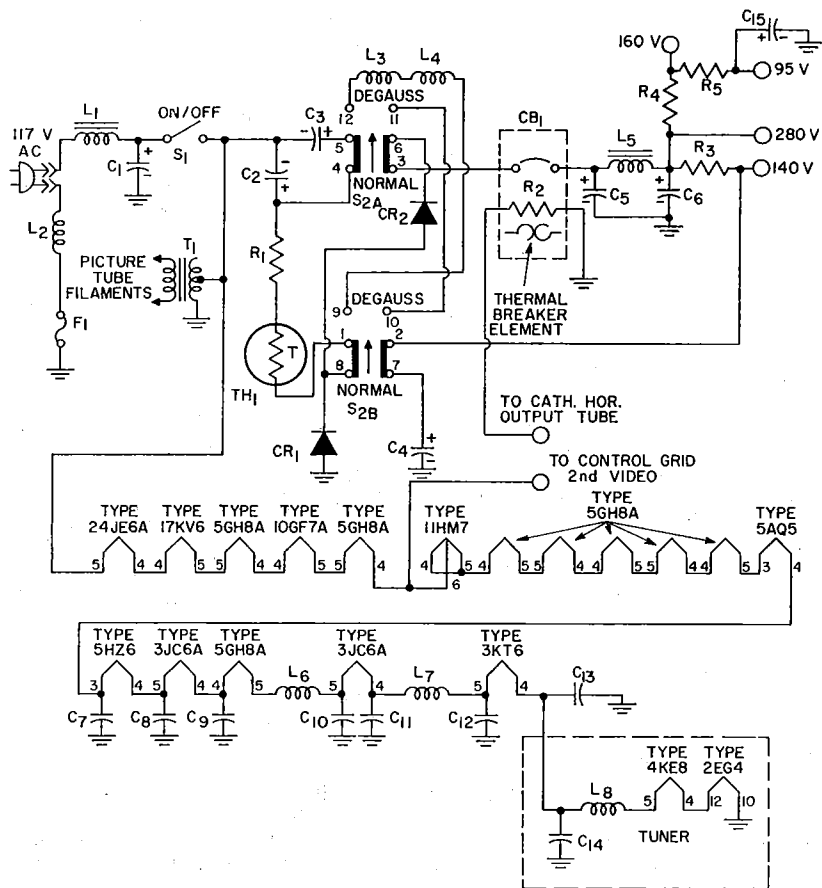 C15
160 V
+ -
95 V
R5
R4
280 V
R3
140 V
L3
L4
DEGAUSS
12
11
CB1
L1
ON/OFF
117 V
AC
C1
+
S1
C3
- +
5
6
4
3
NORMAL
S2A
C2
-
+
CR2
L5
R2
+
C5
+
C6
L2
T1
PICTURE
TUBE
FILAMENTS
R1
THERMAL
BREAKER
ELEMENT
F1
DEGAUSS
9
10
1
2
T
8
7
NORMAL
TH1
S2B
TO CATH. HOR.
OUTPUT TUBE
CR1
C4
+
-
TO CONTROL GRID
2nd VIDEO
TYPE
24JE6A
TYPE
17KV6
TYPE
5GH8A
TYPE
10GF7A
TYPE
5GH8A
TYPE
11HM7
TYPE
5GH8A
TYPE
5AQ5
5 4 4 5 5 4 4 5 5 4 4 5 4 5 5 4 4 5 5 4 4 5 3 4
6
TYPE
5HZ6
TYPE
3JC6A
TYPE
5GH8A
TYPE
3JC6A
TYPE
3KT6
L6
L7
C13
3 4 5 4 4 5 5 4 5 4
C7
C8
C9
C10
C11
C12
TYPE
4KE8
TYPE
2EG4
L8
5 4 12 10
C14
TUNER